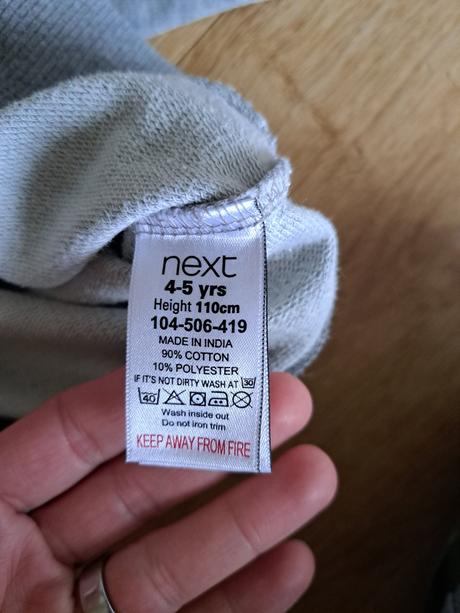 next
4-5 yrs
Height 110cm
104-506-419
MADE IN INDIA
90% COTTON
10% POLYESTER
IF IT'S NOT DIRTY WASH AT 30
40
Wash inside out
Do not iron trim
KEEP AWAY FROM FIRE